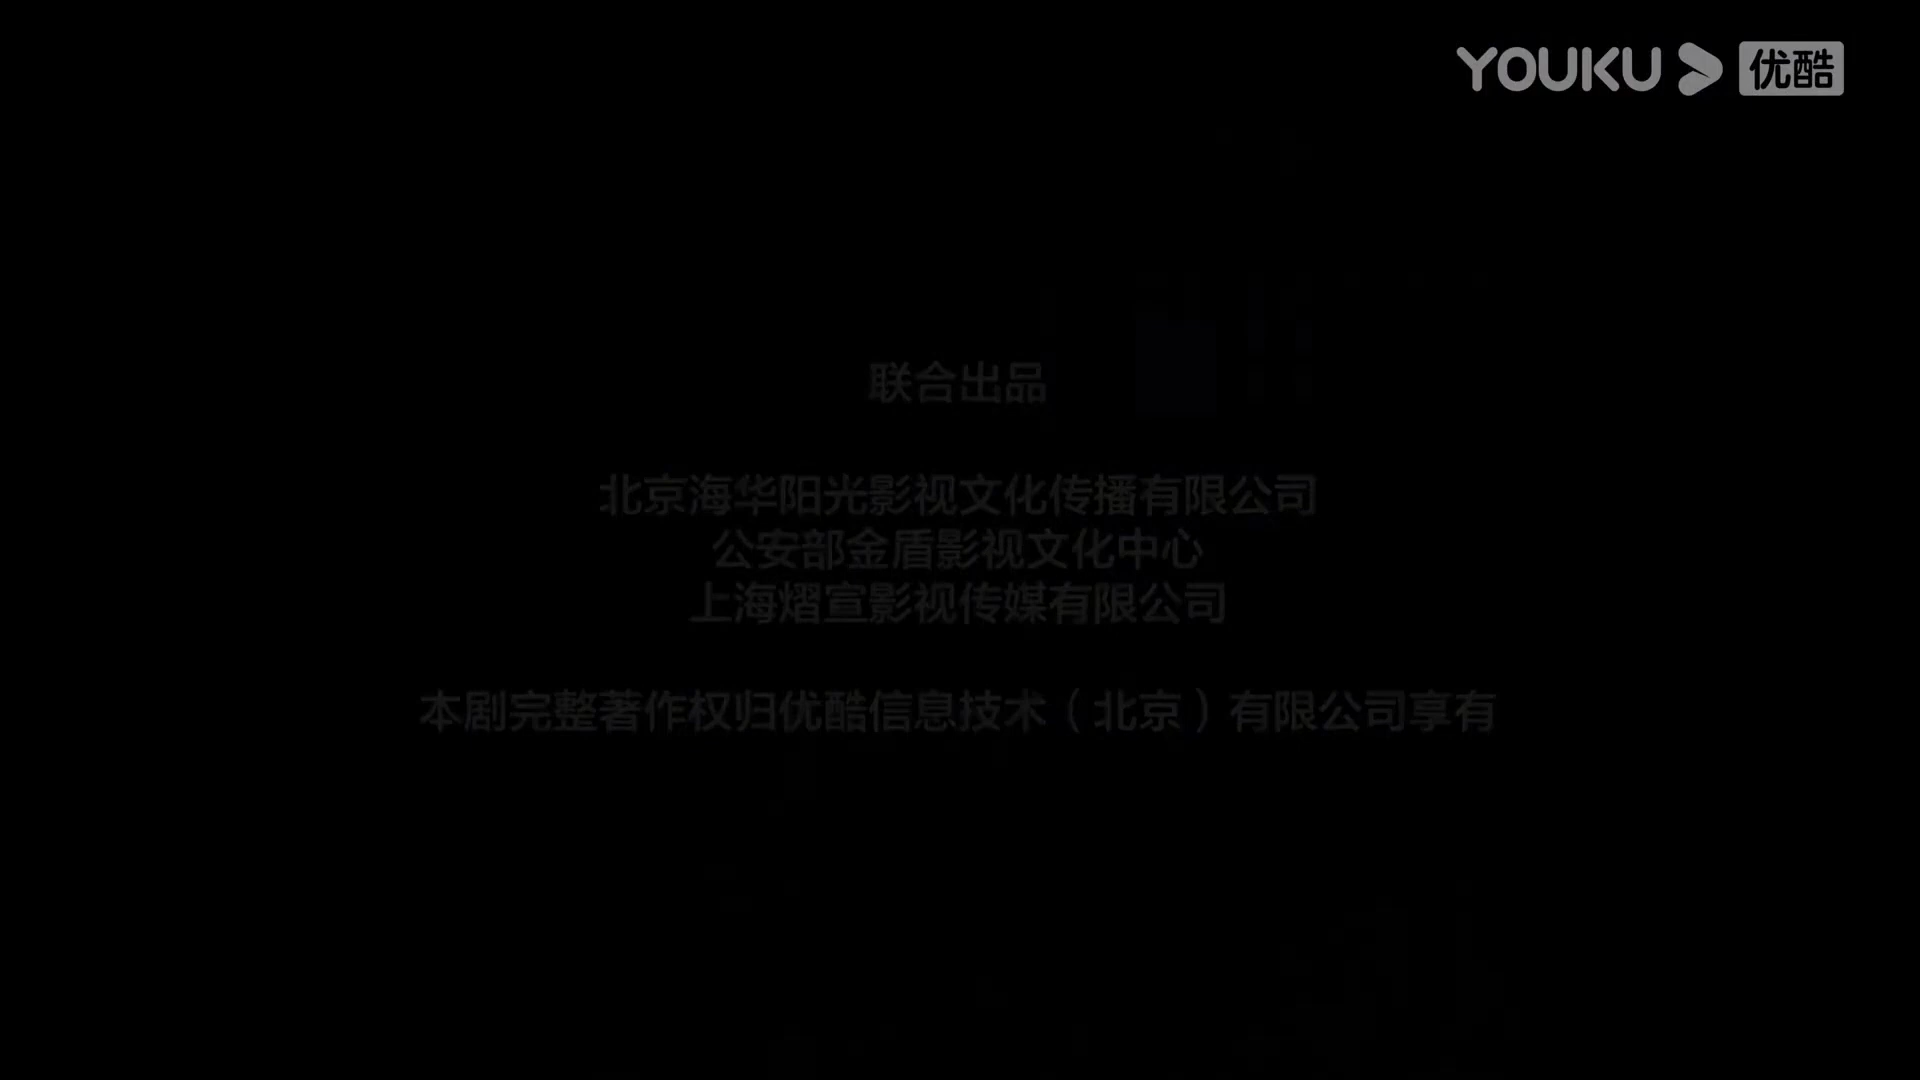 YOUKU 优酷
联合出品
北京海华阳光影视文化传播有限公司
公安部金盾影视文化中心
上海熠宣影视传媒有限公司
本剧完整著作权归优酷信息技术（北京）有限公司享有